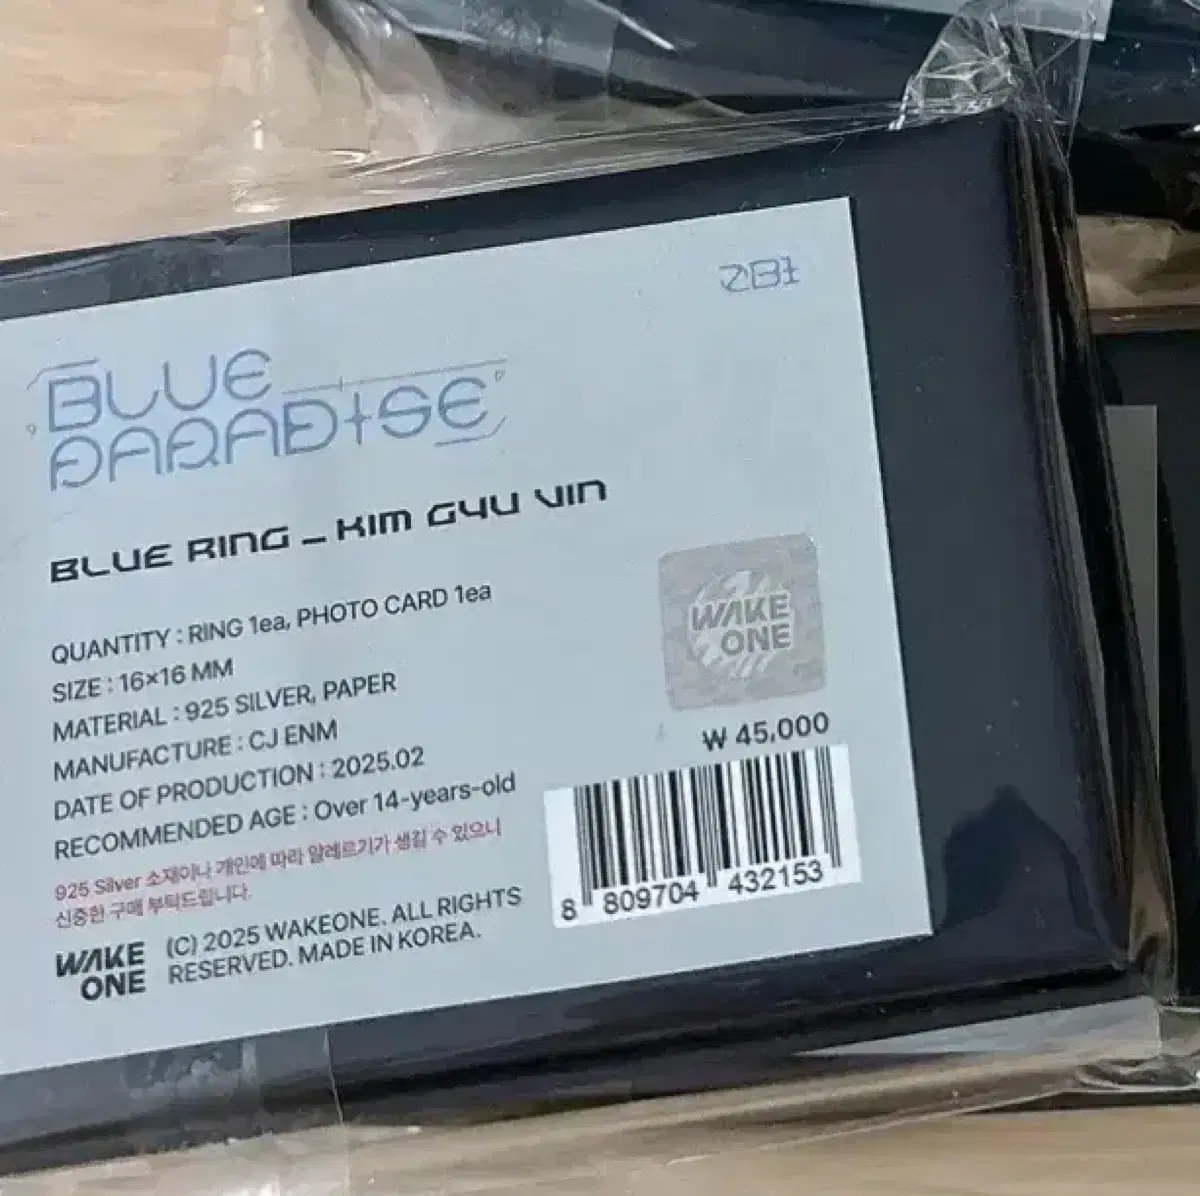 ZB1
BLUE
PARADISE
BLUE RING _ KIM GYU VIN
QUANTITY : RING 1ea, PHOTO CARD 1ea
SIZE : 16×16 MM
MATERIAL : 925 SILVER, PAPER
MANUFACTURE : CJ ENM
DATE OF PRODUCTION : 2025.02
RECOMMENDED AGE : Over 14-years-old
925 Silver 소재이나 개인에 따라 알레르기가 생길 수 있으니
신중한 구매 부탁드립니다.
WAKE
ONE
(C) 2025 WAKEONE. ALL RIGHTS
RESERVED. MADE IN KOREA.
WAKE
ONE
₩ 45,000
8 809704 432153